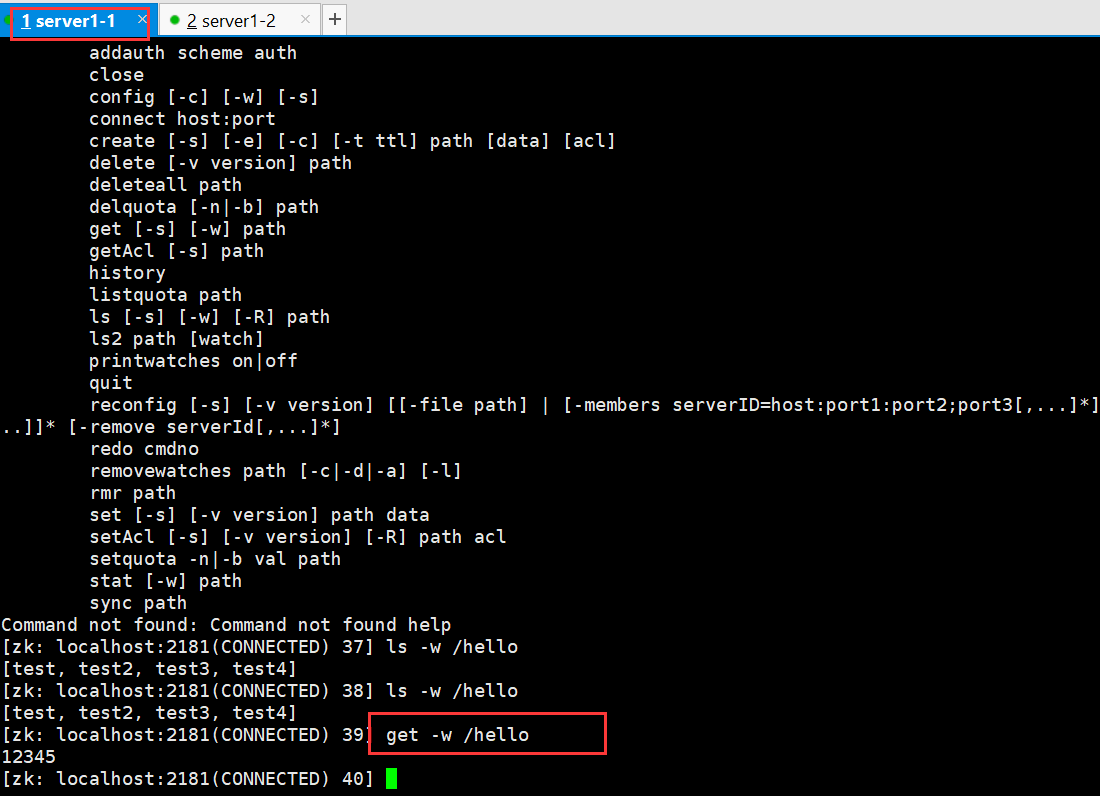 1 server1-1 × 2 server1-2 × +
addauth scheme auth
close
config [-c] [-w] [-s]
connect host:port
create [-s] [-e] [-c] [-t ttl] path [data] [acl]
delete [-v version] path
deleteall path
delquota [-n|-b] path
get [-s] [-w] path
getAcl [-s] path
history
listquota path
ls [-s] [-w] [-R] path
ls2 path [watch]
printwatches on|off
quit
reconfig [-s] [-v version] [[-file path] | [-members serverID=host:port1:port2;port3[,...]*]
..]]* [-remove serverId[,...]*]
redo cmdno
removewatches path [-c|-d|-a] [-l]
rmr path
set [-s] [-v version] path data
setAcl [-s] [-v version] [-R] path acl
setquota -n|-b val path
stat [-w] path
sync path
Command not found: Command not found help
[zk: localhost:2181(CONNECTED) 37] ls -w /hello
[test, test2, test3, test4]
[zk: localhost:2181(CONNECTED) 38] ls -w /hello
[test, test2, test3, test4]
[zk: localhost:2181(CONNECTED) 39] get -w /hello
12345
[zk: localhost:2181(CONNECTED) 40]